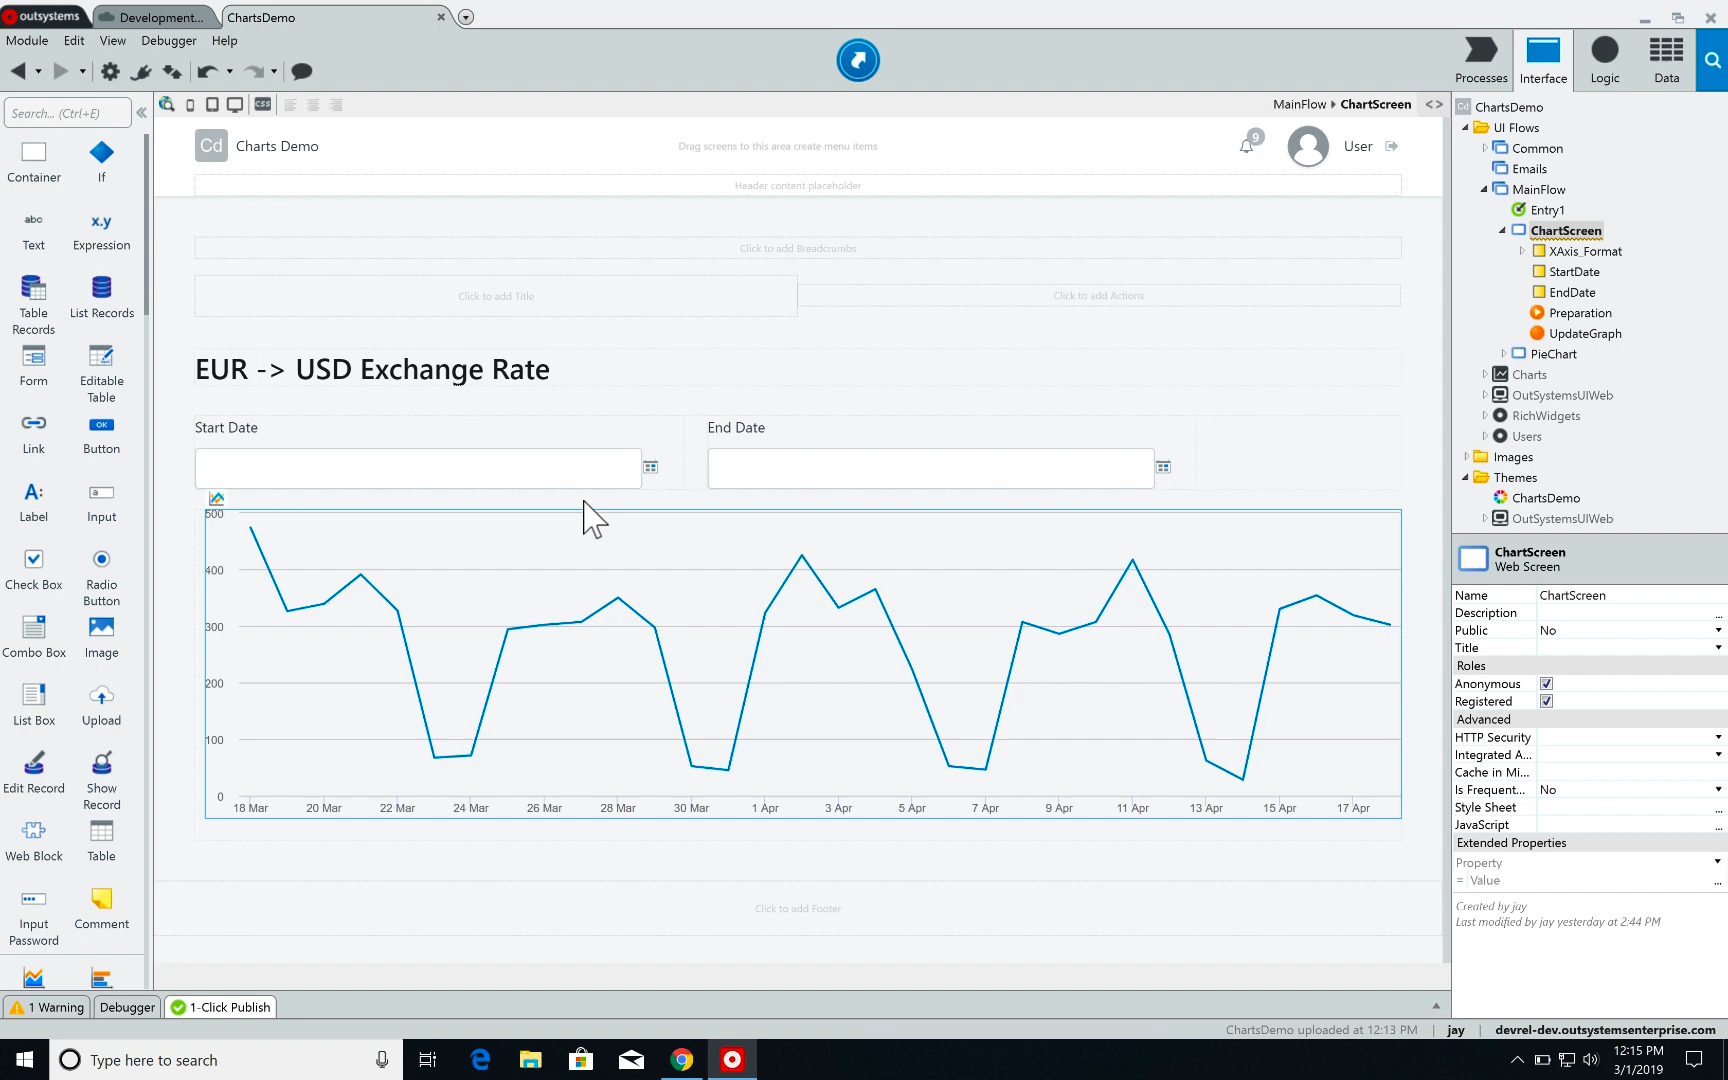 outsystems
Development...
ChartsDemo
Module Edit View Debugger Help
Processes Interface Logic Data
Search... (Ctrl+E)
CSS
MainFlow ChartScreen
Container If
abc
Text
x.y
Expression
Table Records
List Records
Form
Editable Table
Link
OK
Button
A:
Label
a
Input
Check Box
Radio Button
Combo Box
Image
List Box
Upload
Edit Record
Show Record
Web Block
Table
Input Password
Comment
Cd Charts Demo
Drag screens to this area create menu items
9
User
Header content placeholder
Click to add Breadcrumbs
Click to add Title
Click to add Actions
EUR -> USD Exchange Rate
Start Date
End Date
500
400
300
200
100
0
18 Mar 20 Mar 22 Mar 24 Mar 26 Mar 28 Mar 30 Mar 1 Apr 3 Apr 5 Apr 7 Apr 9 Apr 11 Apr 13 Apr 15 Apr 17 Apr
Click to add Footer
Cd ChartsDemo
UI Flows
Common
Emails
MainFlow
Entry1
ChartScreen
XAxis_Format
StartDate
EndDate
Preparation
UpdateGraph
PieChart
Charts
OutSystemsUIWeb
RichWidgets
Users
Images
Themes
ChartsDemo
OutSystemsUIWeb
ChartScreen
Web Screen
Name ChartScreen
Description ...
Public No
Title
Roles
Anonymous
Registered
Advanced
HTTP Security
Integrated A...
Cache in Mi...
Is Frequent... No
Style Sheet ...
JavaScript ...
Extended Properties
Property
= Value ...
Created by jay
Last modified by jay yesterday at 2:44 PM
1 Warning Debugger 1-Click Publish
ChartsDemo uploaded at 12:13 PM | jay | devrel-dev.outsystemsenterprise.com
Type here to search
12:15 PM
3/1/2019